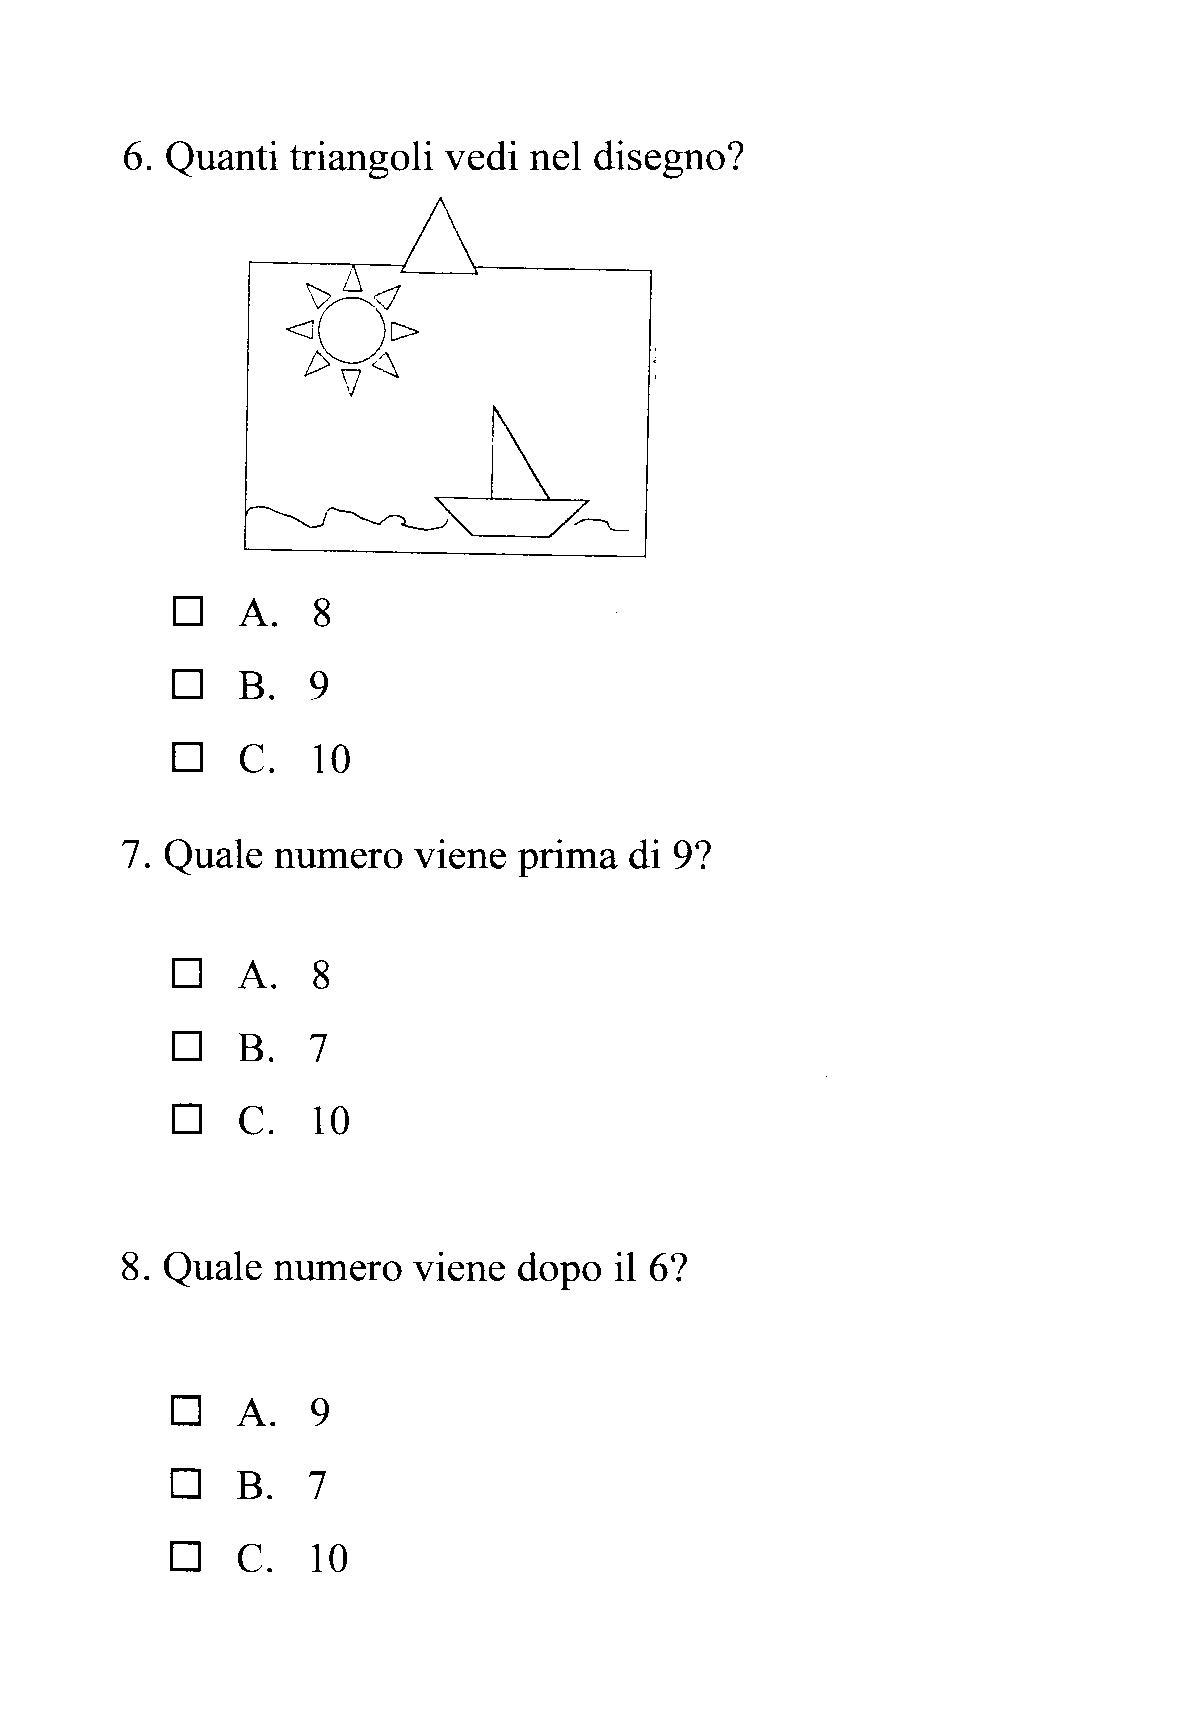 6. Quanti triangoli vedi nel disegno?
A. 8
B. 9
C. 10
7. Quale numero viene prima di 9?
A. 8
B. 7
C. 10
8. Quale numero viene dopo il 6?
A. 9
B. 7
C. 10